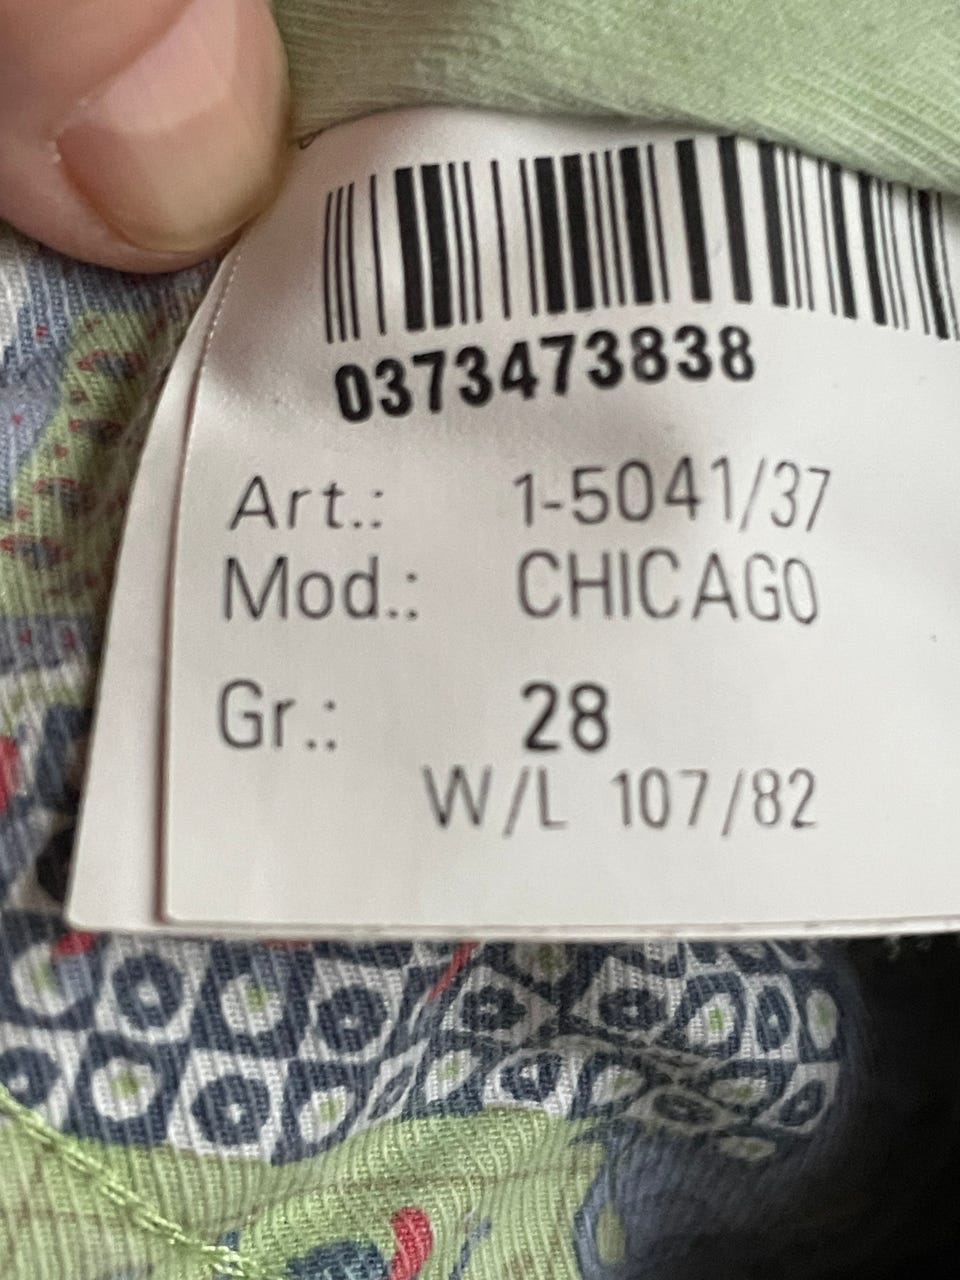 0373473838
Art.: 1-5041/37
Mod.: CHICAGO
Gr.: 28
W/L 107/82